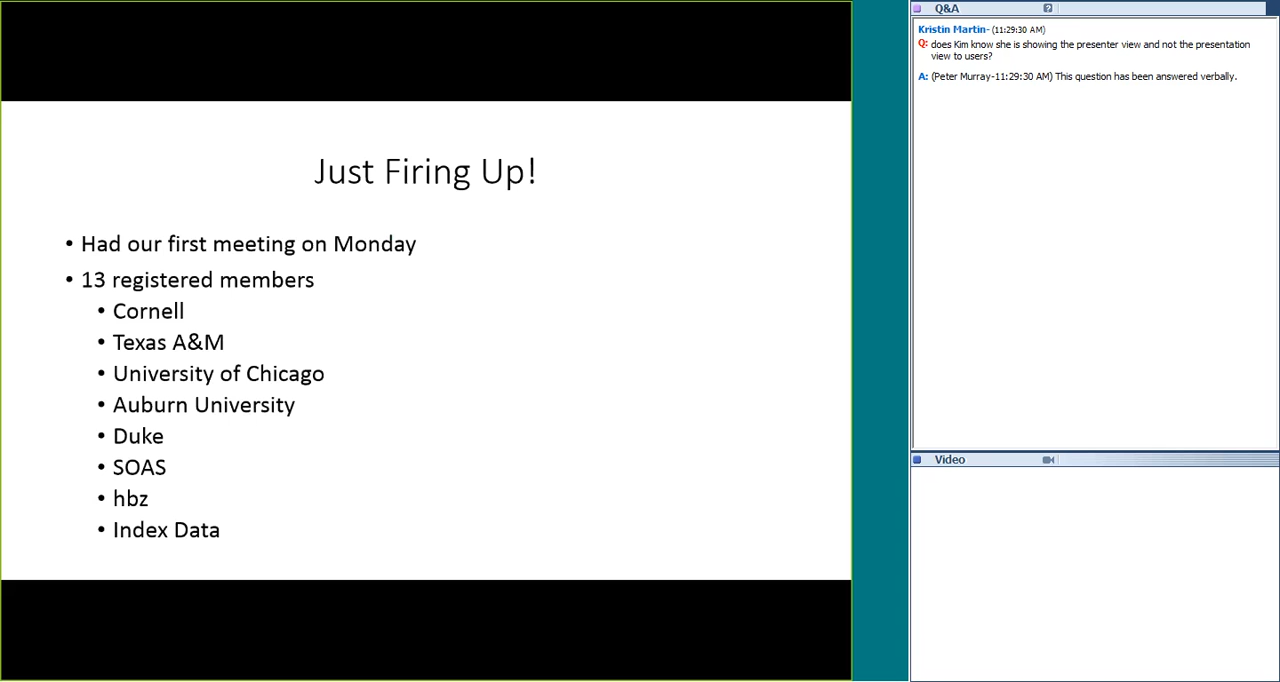 Just Firing Up!
• Had our first meeting on Monday
• 13 registered members
• Cornell
• Texas A&M
• University of Chicago
• Auburn University
• Duke
• SOAS
• hbz
• Index Data
Q&A
?
Kristin Martin- (11:29:30 AM)
Q: does Kim know she is showing the presenter view and not the presentation
view to users?
A: (Peter Murray-11:29:30 AM) This question has been answered verbally.
Video